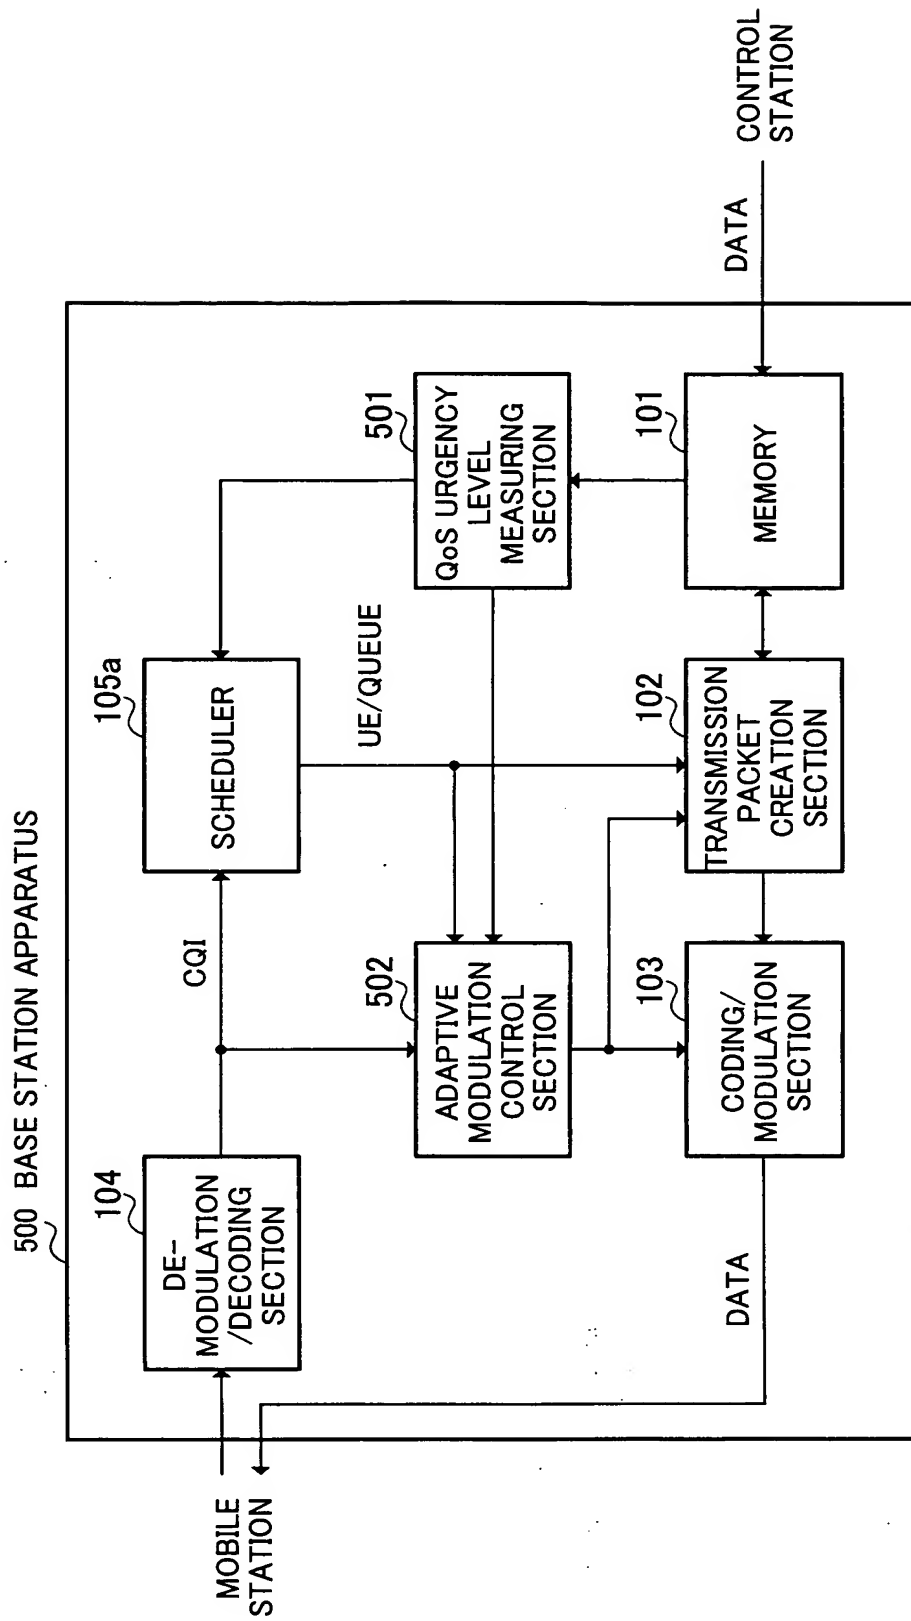 500 BASE STATION APPARATUS
104
DE-
MODULATION
/DECODING
SECTION
CQI
105a
SCHEDULER
UE/QUEUE
502
ADAPTIVE
MODULATION
CONTROL
SECTION
501
QoS URGENCY
LEVEL
MEASURING
SECTION
103
CODING/
MODULATION
SECTION
102
TRANSMISSION
PACKET
CREATION
SECTION
101
MEMORY
MOBILE
STATION
DATA
DATA
CONTROL
STATION